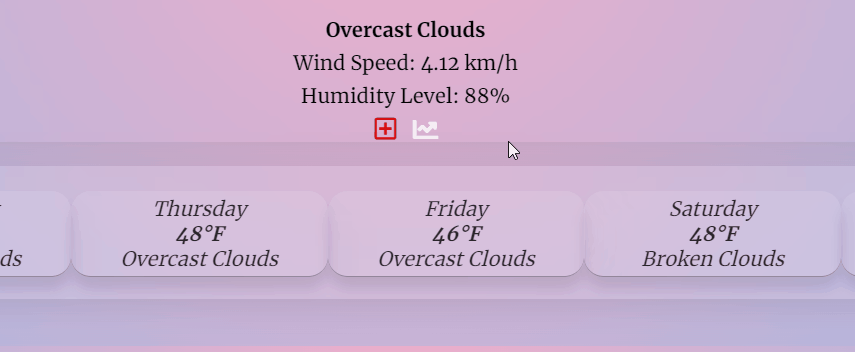 Overcast Clouds
Wind Speed: 4.12 km/h
Humidity Level: 88%
ds
Thursday
48°F
Overcast Clouds
Friday
46°F
Overcast Clouds
Saturday
48°F
Broken Clouds